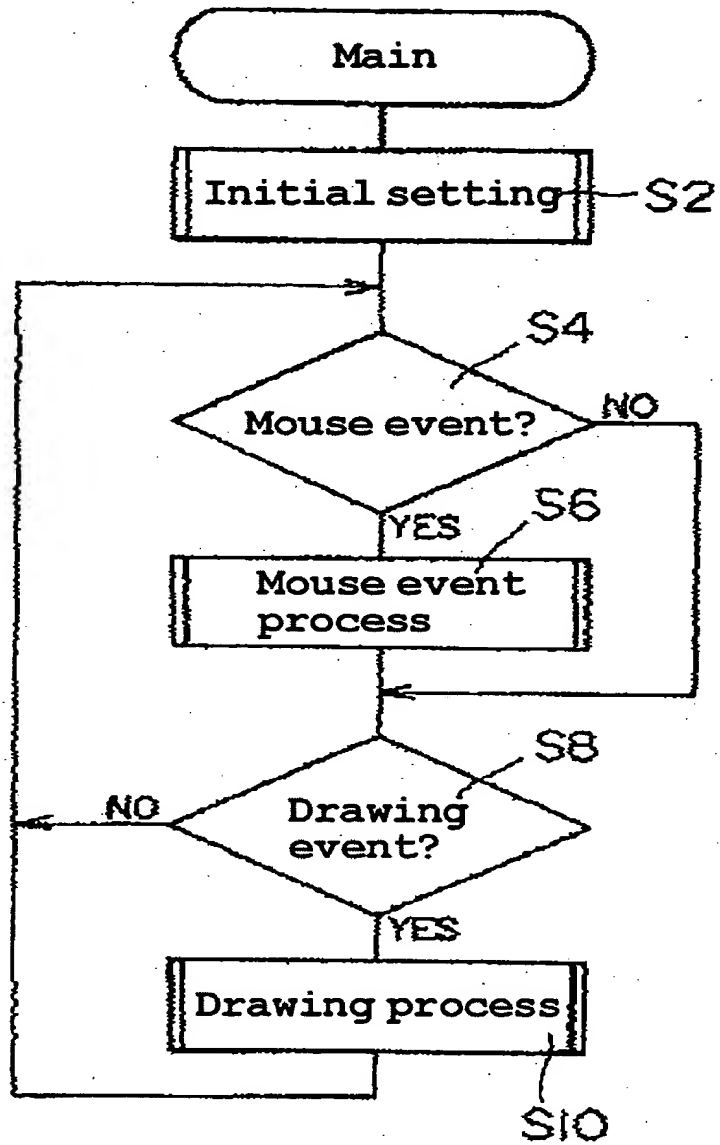 Main
Initial setting
S2
S4
Mouse event?
NO
YES
S6
Mouse event
process
S8
NO
Drawing
event?
YES
Drawing process
S10